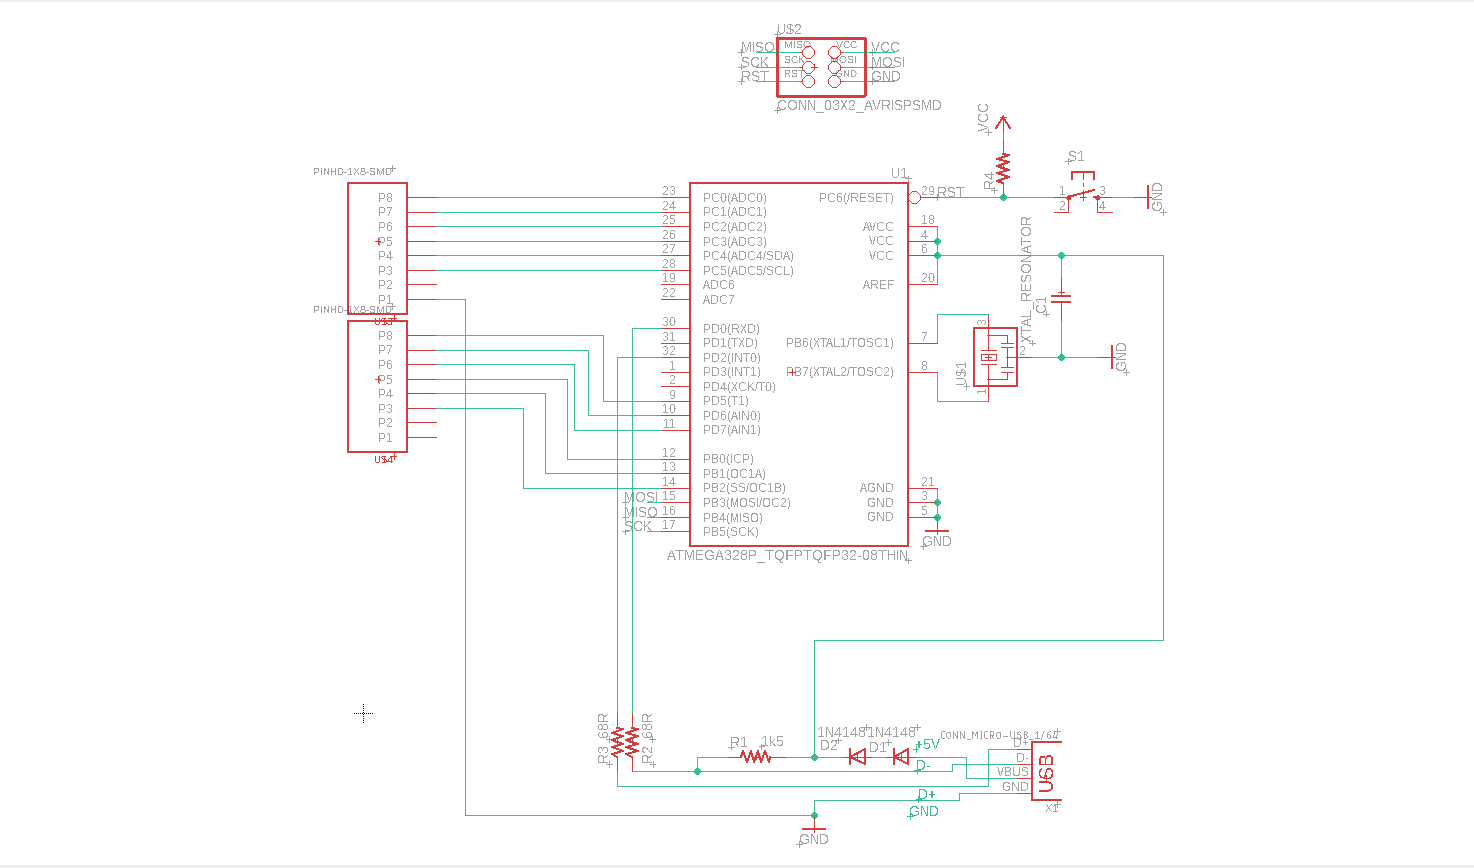 U$2
MISO MISO VCC VCC
SCK SCK MOSI MOSI
RST RST GND GND
CONN_03X2_AVRISPSMD
VCC
R4
S1
1 3
2 4
GND
PINHD-1X8-SMD
P8
P7
P6
P5
P4
P3
P2
P1
U$3
PINHD-1X8-SMD
P8
P7
P6
P5
P4
P3
P2
P1
U$4
U1
23 PC0(ADC0) PC6(/RESET) 29 RST
24 PC1(ADC1)
25 PC2(ADC2) AVCC 18
26 PC3(ADC3) VCC 4
27 PC4(ADC4/SDA) VCC 6
28 PC5(ADC5/SCL)
19 ADC6 AREF 20
22 ADC7
30 PD0(RXD)
31 PD1(TXD) PB6(XTAL1/TOSC1) 7
32 PD2(INT0)
1 PD3(INT1) PB7(XTAL2/TOSC2) 8
2 PD4(XCK/T0)
9 PD5(T1)
10 PD6(AIN0)
11 PD7(AIN1)
12 PB0(ICP)
13 PB1(OC1A)
14 PB2(SS/OC1B) AGND 21
MOSI 15 PB3(MOSI/OC2) GND 3
MISO 16 PB4(MISO) GND 5
SCK 17 PB5(SCK)
GND
ATMEGA328P_TQFPTQFP32-08THIN
XTAL_RESONATOR
U$1
3
2
1
C1
GND
R3 68R
R2 68R
R1 1k5
1N4148 1N4148
D2 D1
+5V
D-
D+
GND
CONN_MICRO-USB_1/64
D+
D-
VBUS
GND
USB
X1
GND